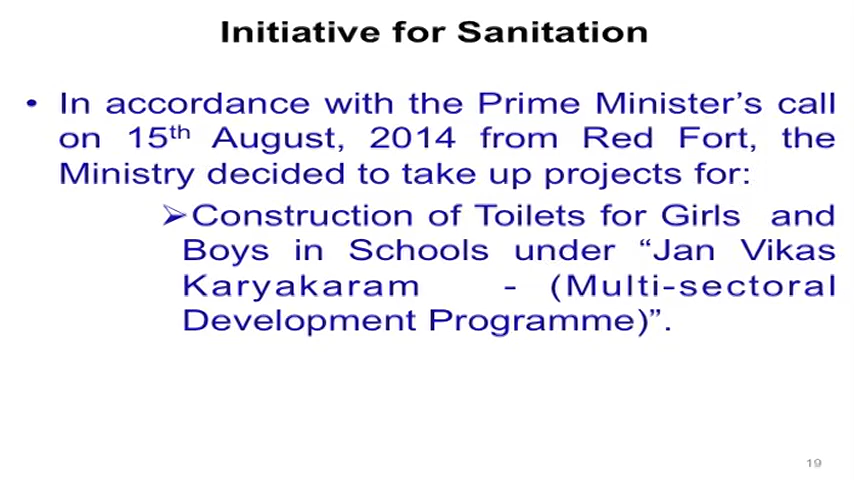 Initiative for Sanitation
• In accordance with the Prime Minister's call
on 15th August, 2014 from Red Fort, the
Ministry decided to take up projects for:
➢Construction of Toilets for Girls and
Boys in Schools under “Jan Vikas
Karyakaram - (Multi-sectoral
Development Programme)”.
19